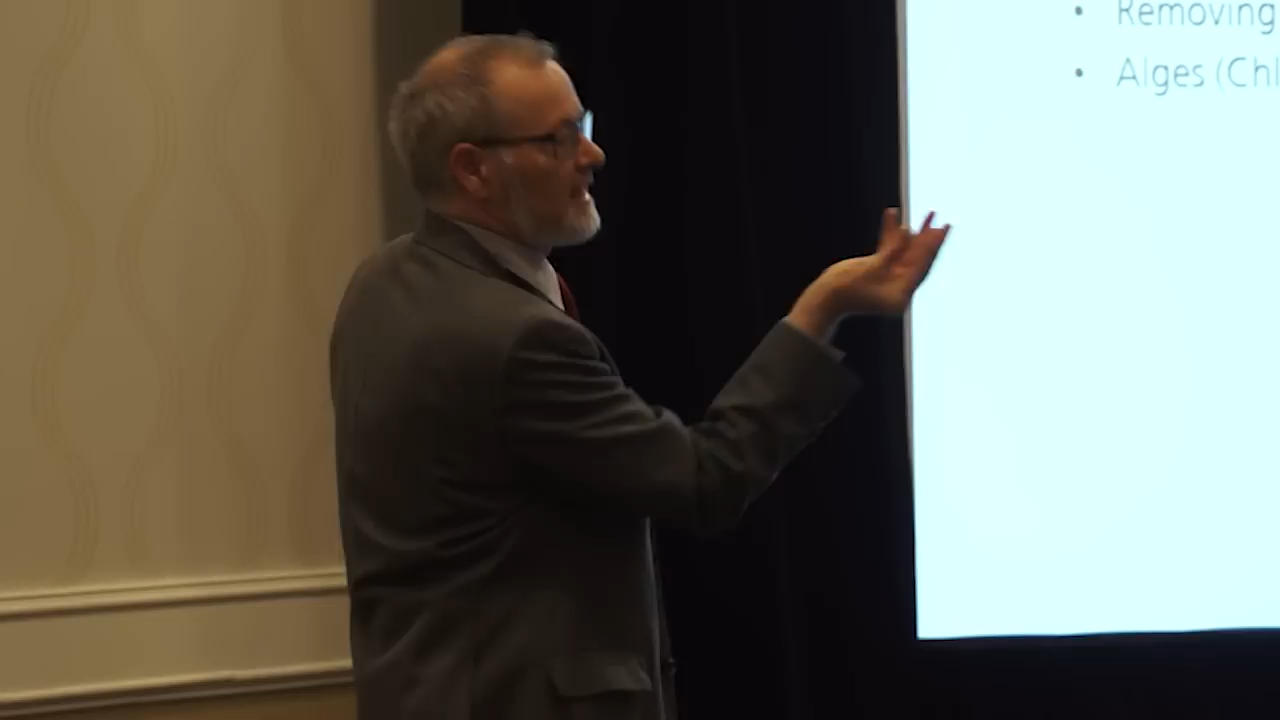 • Removing
• Alges (Chl